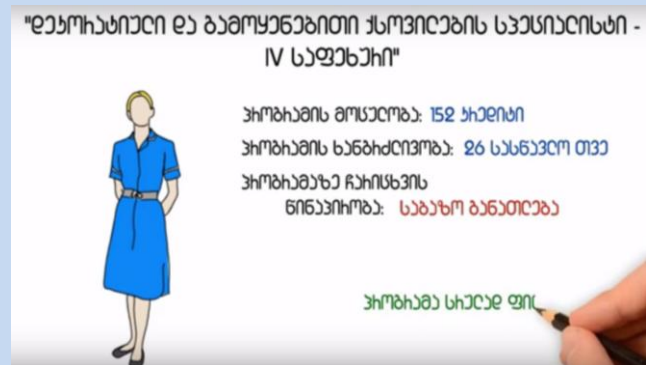 "დეკორატიული და გამოყენებითი ქსოვილების სპეციალისტი -
IV საფეხური"
პროგრამის მოცულობა: 152 კრედიტი
პროგრამის ხანგრძლივობა: 26 სასწავლო თვე
პროგრამაზე ჩარიცხვის
წინაპირობა: საბაზო განათლება
პროგრამა სრულად